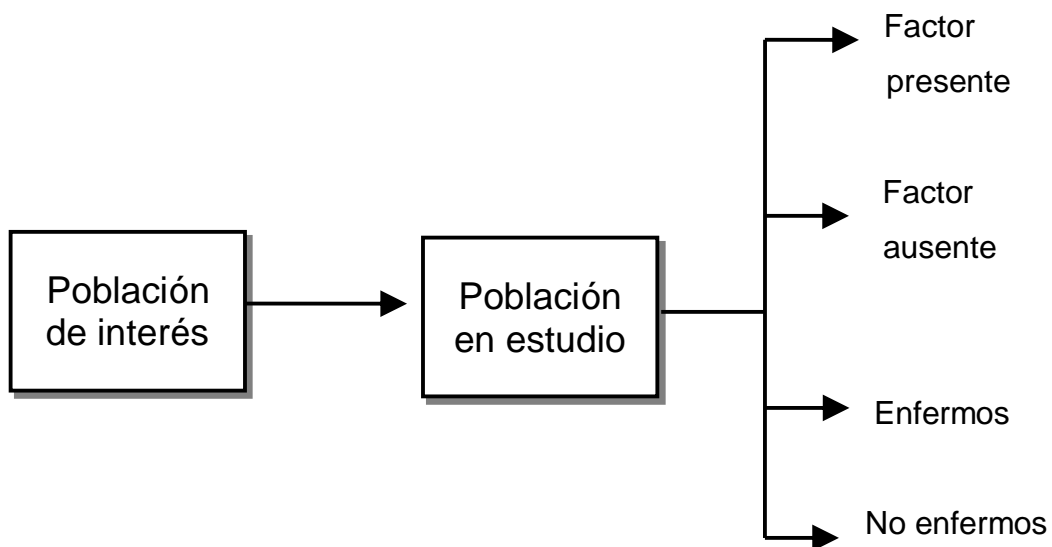 Población
de interés
Población
en estudio
Factor
presente
Factor
ausente
Enfermos
No enfermos